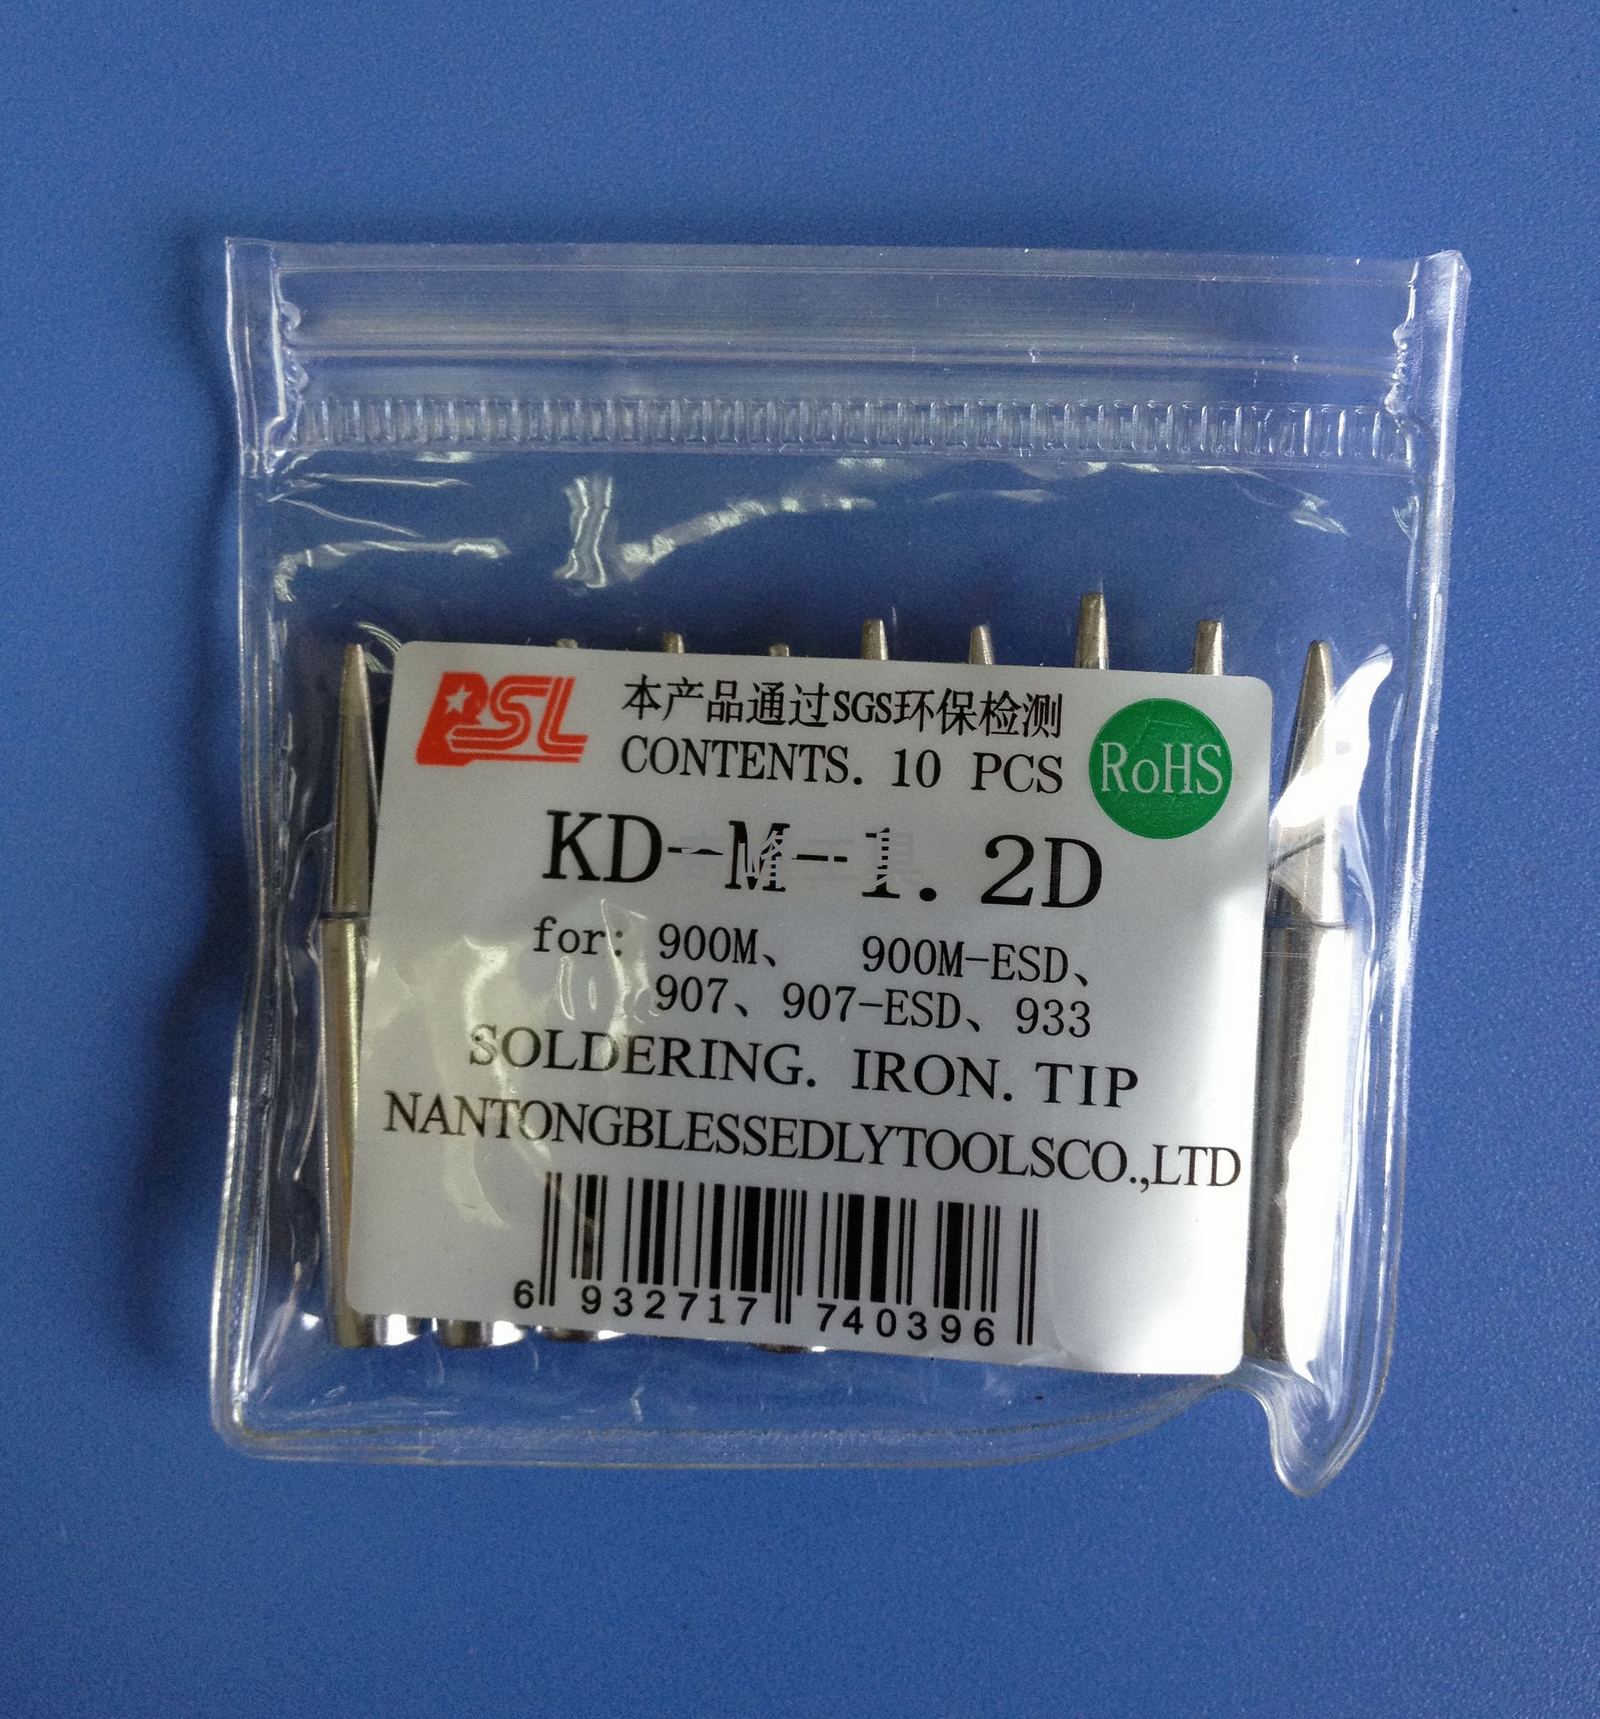 PSL
本产品通过SGS环保检测
CONTENTS. 10 PCS
RoHS
KD-M-1. 2D
for: 900M、 900M-ESD、
907、907-ESD、933
SOLDERING. IRON. TIP
NANTONGBLESSEDLYTOOLSCO.,LTD
6 932717 740396